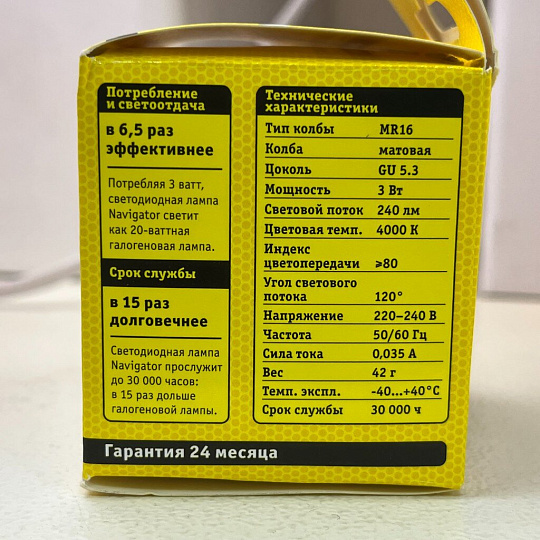 Потребление
и светоотдача
в 6,5 раз
эффективнее
Потребляя 3 ватт,
светодиодная лампа
Navigator светит
как 20-ваттная
галогеновая лампа.
Срок службы
в 15 раз
долговечнее
Светодиодная лампа
Navigator прослужит
до 30 000 часов:
в 15 раз дольше
галогеновой лампы.
Технические
характеристики
Тип колбы MR16
Колба матовая
Цоколь GU 5.3
Мощность 3 Вт
Световой поток 240 лм
Цветовая темп. 4000 К
Индекс
цветопередачи ≥80
Угол светового
потока 120°
Напряжение 220–240 В
Частота 50/60 Гц
Сила тока 0,035 А
Вес 42 г
Темп. экспл. -40...+40°С
Срок службы 30 000 ч
Гарантия 24 месяца